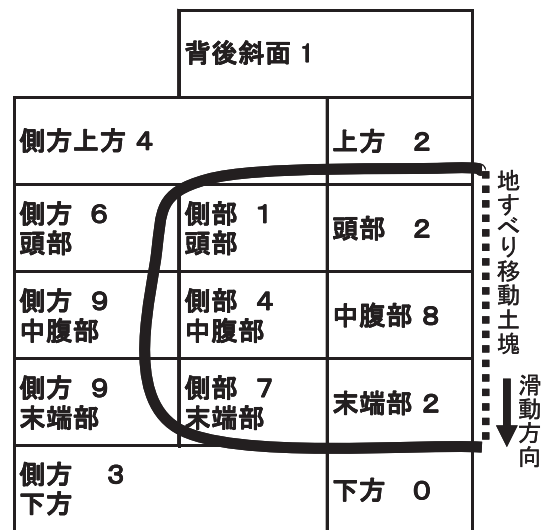 背後斜面 1
側方上方 4
上方 2
側方 6
頭部
側部 1
頭部
頭部 2
側方 9
中腹部
側部 4
中腹部
中腹部 8
側方 9
末端部
側部 7
末端部
末端部 2
側方 3
下方
下方 0
地すべり移動土塊
滑動方向